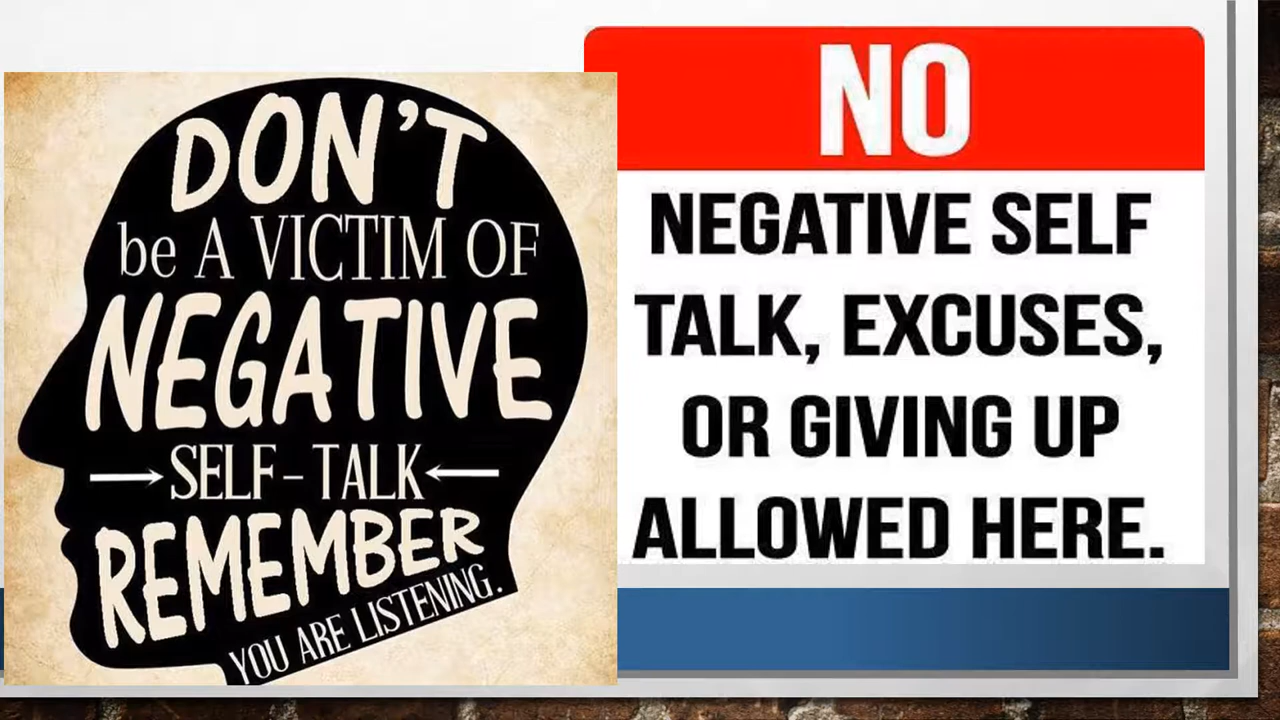 DON'T
be A VICTIM OF
NEGATIVE
SELF-TALK
REMEMBER
YOU ARE LISTENING.
NO
NEGATIVE SELF
TALK, EXCUSES,
OR GIVING UP
ALLOWED HERE.